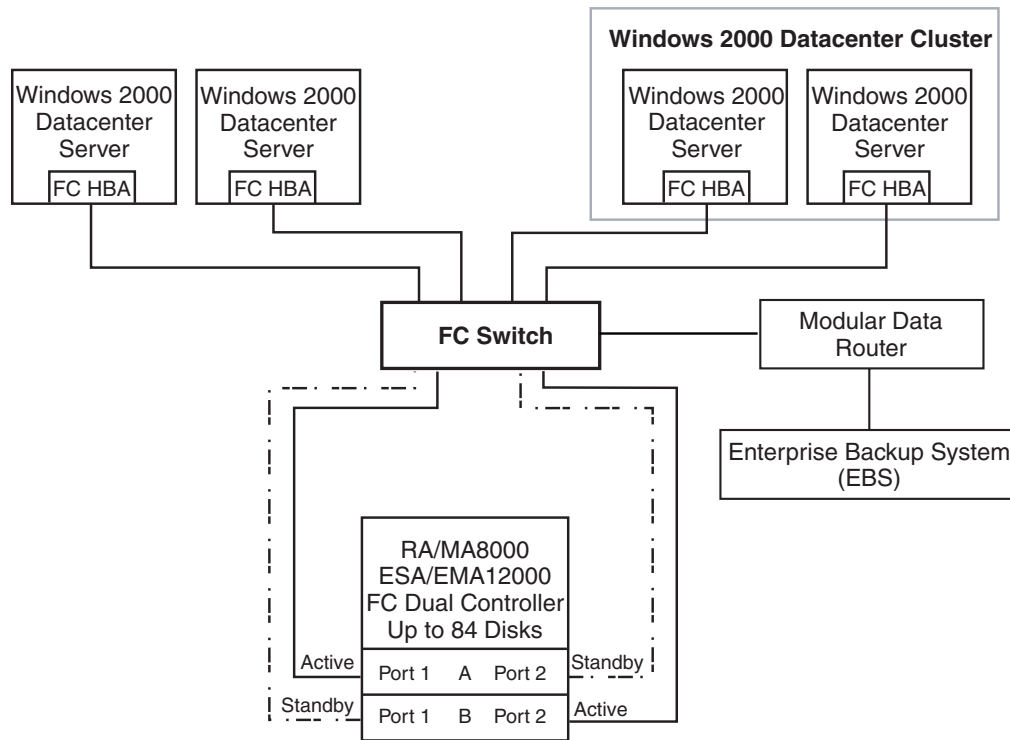 Windows 2000 Datacenter Cluster
Windows 2000
Datacenter
Server
FC HBA
Windows 2000
Datacenter
Server
FC HBA
Windows 2000
Datacenter
Server
FC HBA
Windows 2000
Datacenter
Server
FC HBA
FC Switch
Modular Data
Router
Enterprise Backup System
(EBS)
RA/MA8000
ESA/EMA12000
FC Dual Controller
Up to 84 Disks
Active
Port 1 A Port 2
Standby
Standby
Port 1 B Port 2
Active